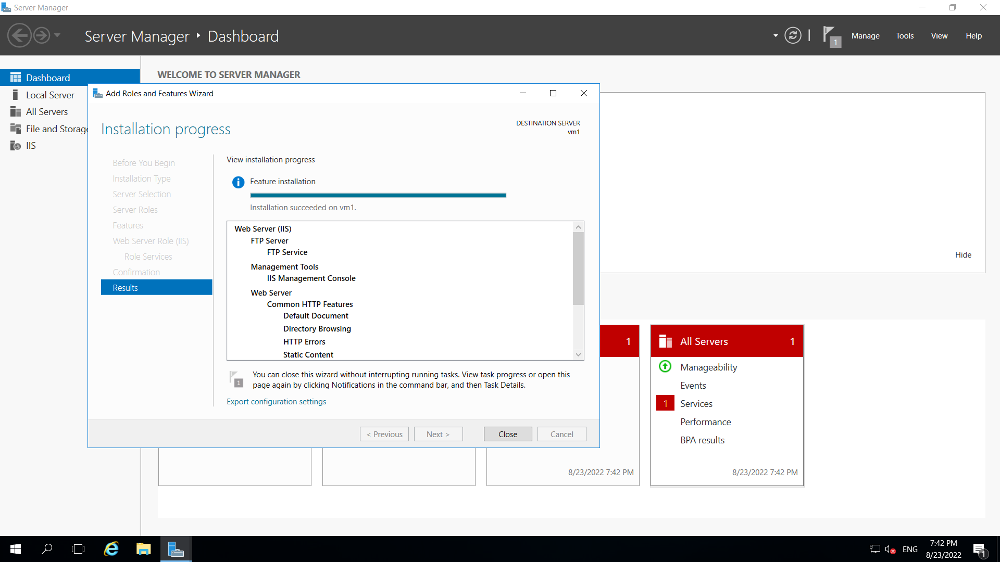 Server Manager
Server Manager ‣ Dashboard
1
Manage
Tools
View
Help
Dashboard
Local Server
All Servers
File and Storage
IIS
WELCOME TO SERVER MANAGER
Add Roles and Features Wizard
Installation progress
DESTINATION SERVER
vm1
Before You Begin
Installation Type
Server Selection
Server Roles
Features
Web Server Role (IIS)
Role Services
Confirmation
Results
View installation progress
Feature installation
Installation succeeded on vm1.
Web Server (IIS)
FTP Server
FTP Service
Management Tools
IIS Management Console
Web Server
Common HTTP Features
Default Document
Directory Browsing
HTTP Errors
Static Content
1
You can close this wizard without interrupting running tasks. View task progress or open this
page again by clicking Notifications in the command bar, and then Task Details.
Export configuration settings
< Previous
Next >
Close
Cancel
Hide
1
8/23/2022 7:42 PM
All Servers
1
Manageability
Events
1
Services
Performance
BPA results
8/23/2022 7:42 PM
ENG
7:42 PM
8/23/2022
1